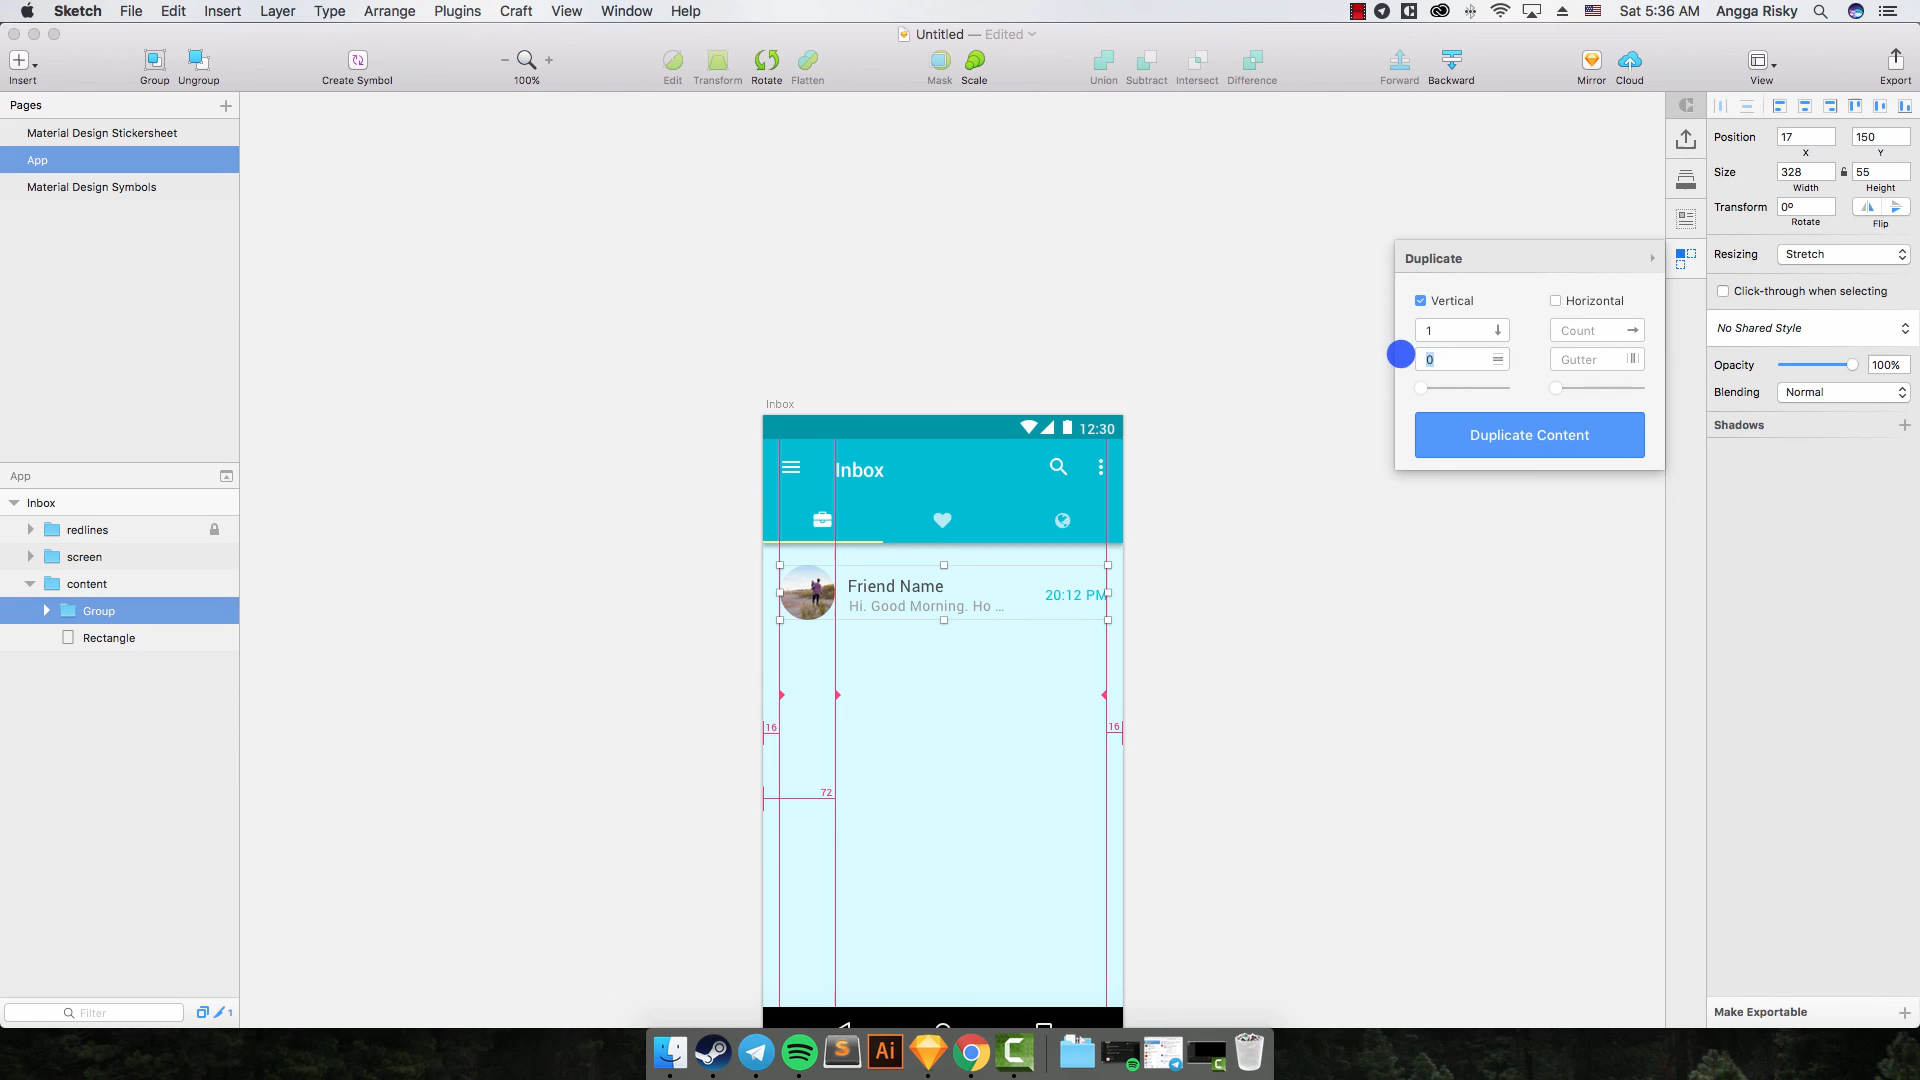 Sketch File Edit Insert Layer Type Arrange Plugins Craft View Window Help Sat 5:36 AM Angga Risky
Untitled — Edited
Insert Group Ungroup Create Symbol 100% Edit Transform Rotate Flatten Mask Scale Union Subtract Intersect Difference Forward Backward Mirror Cloud View Export
Pages
Material Design Stickersheet
App
Material Design Symbols
App
Inbox
redlines
screen
content
Group
Rectangle
Filter
1
Inbox
12:30
Inbox
Friend Name
Hi. Good Morning. Ho ...
20:12 PM
16
16
72
Duplicate
Vertical
Horizontal
1
Count
0
Gutter
Duplicate Content
Position 17 150
X Y
Size 328 55
Width Height
Transform 0º
Rotate Flip
Resizing Stretch
Click-through when selecting
No Shared Style
Opacity 100%
Blending Normal
Shadows
Make Exportable
S
Ai
C